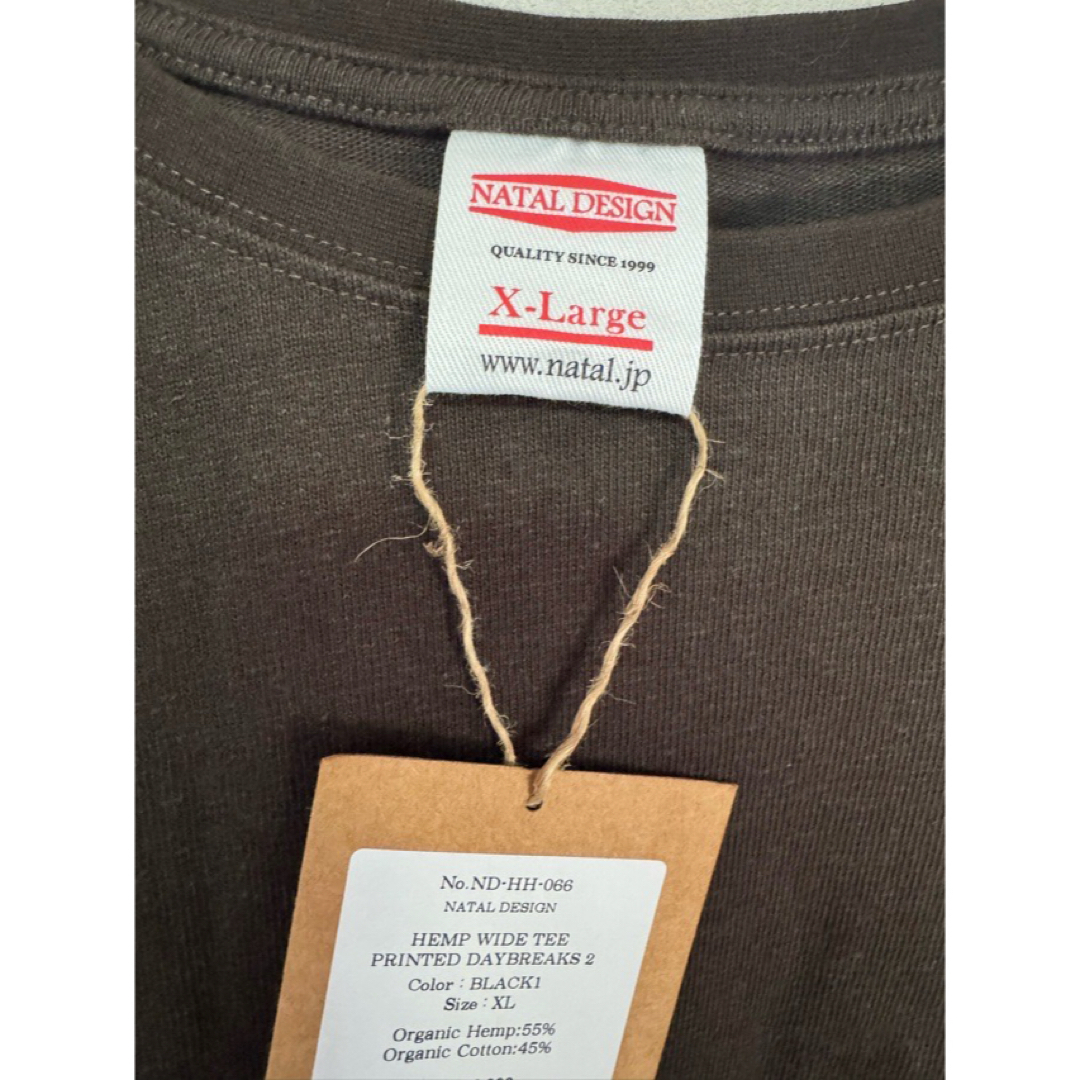 NATAL DESIGN
QUALITY SINCE 1999
X-Large
www.natal.jp
No.ND-HH-066
NATAL DESIGN
HEMP WIDE TEE
PRINTED DAYBREAKS 2
Color : BLACK1
Size : XL
Organic Hemp:55%
Organic Cotton:45%